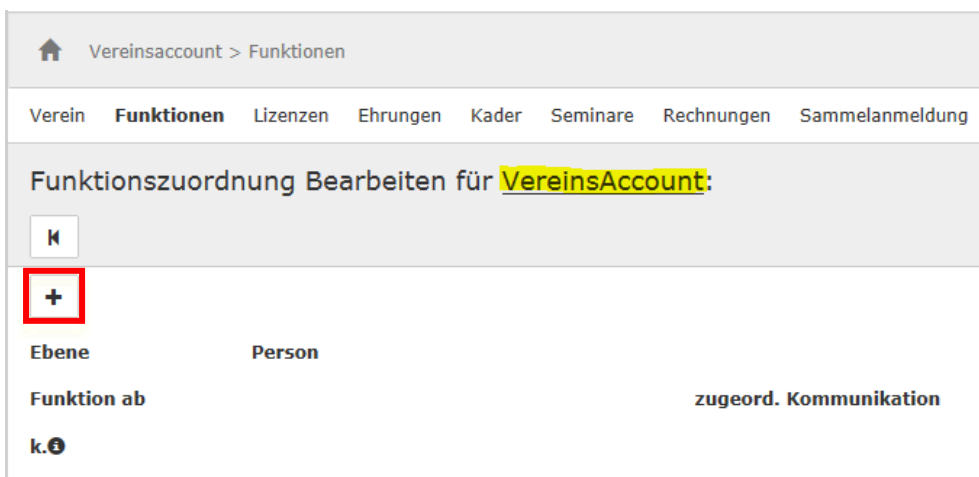 Vereinsaccount > Funktionen
Verein Funktionen Lizenzen Ehrungen Kader Seminare Rechnungen Sammelanmeldung
Funktionszuordnung Bearbeiten für VereinsAccount:
+
Ebene Person
Funktion ab zugeord. Kommunikation
k.